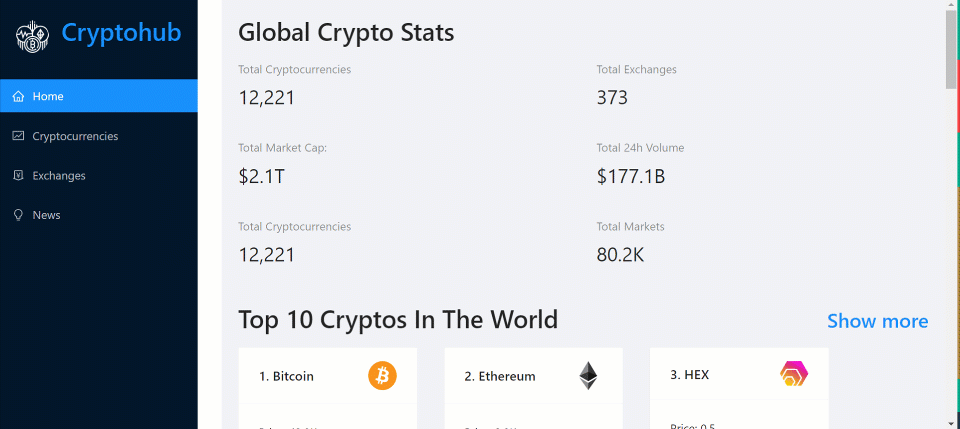 Cryptohub
Home
Cryptocurrencies
Exchanges
News
Global Crypto Stats
Total Cryptocurrencies
12,221
Total Exchanges
373
Total Market Cap:
$2.1T
Total 24h Volume
$177.1B
Total Cryptocurrencies
12,221
Total Markets
80.2K
Top 10 Cryptos In The World
Show more
1. Bitcoin
2. Ethereum
3. HEX
Price: 0.5